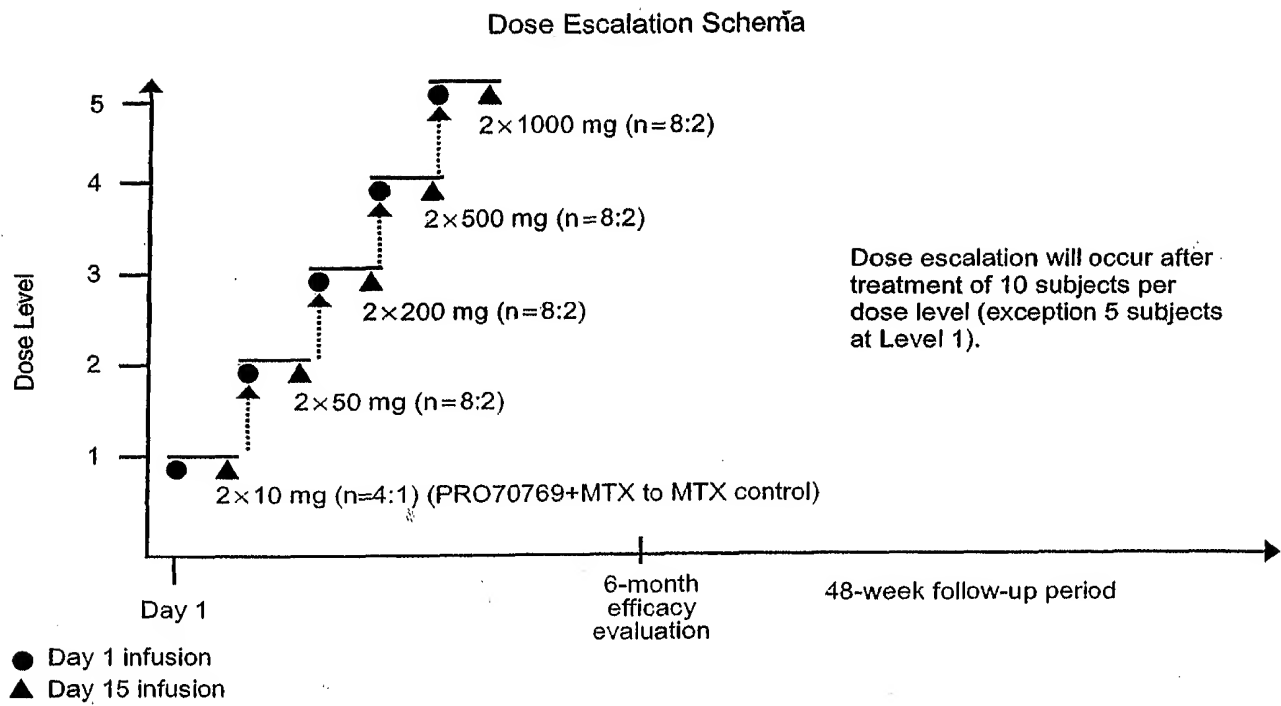 Dose Escalation Schema
5
2×1000 mg (n=8:2)
4
2×500 mg (n=8:2)
3
2×200 mg (n=8:2)
2
2×50 mg (n=8:2)
1
2×10 mg (n=4:1) (PRO70769+MTX to MTX control)
Dose Level
Dose escalation will occur after
treatment of 10 subjects per
dose level (exception 5 subjects
at Level 1).
Day 1
6-month
efficacy
evaluation
48-week follow-up period
Day 1 infusion
Day 15 infusion